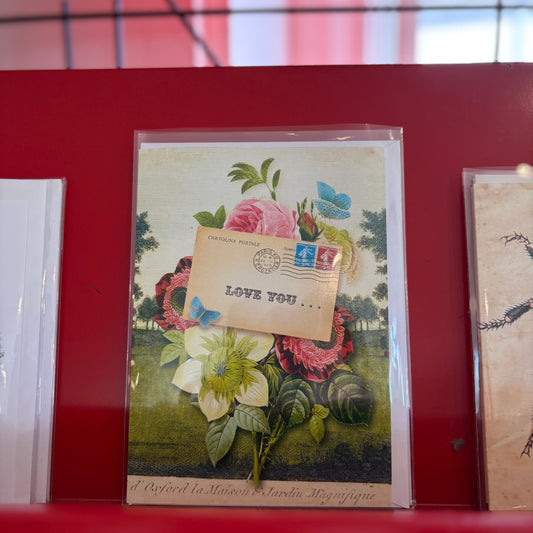 CARTOLINA POSTALE
LOVE YOU...
d'Oxford la Maison & Jardin Magnifique